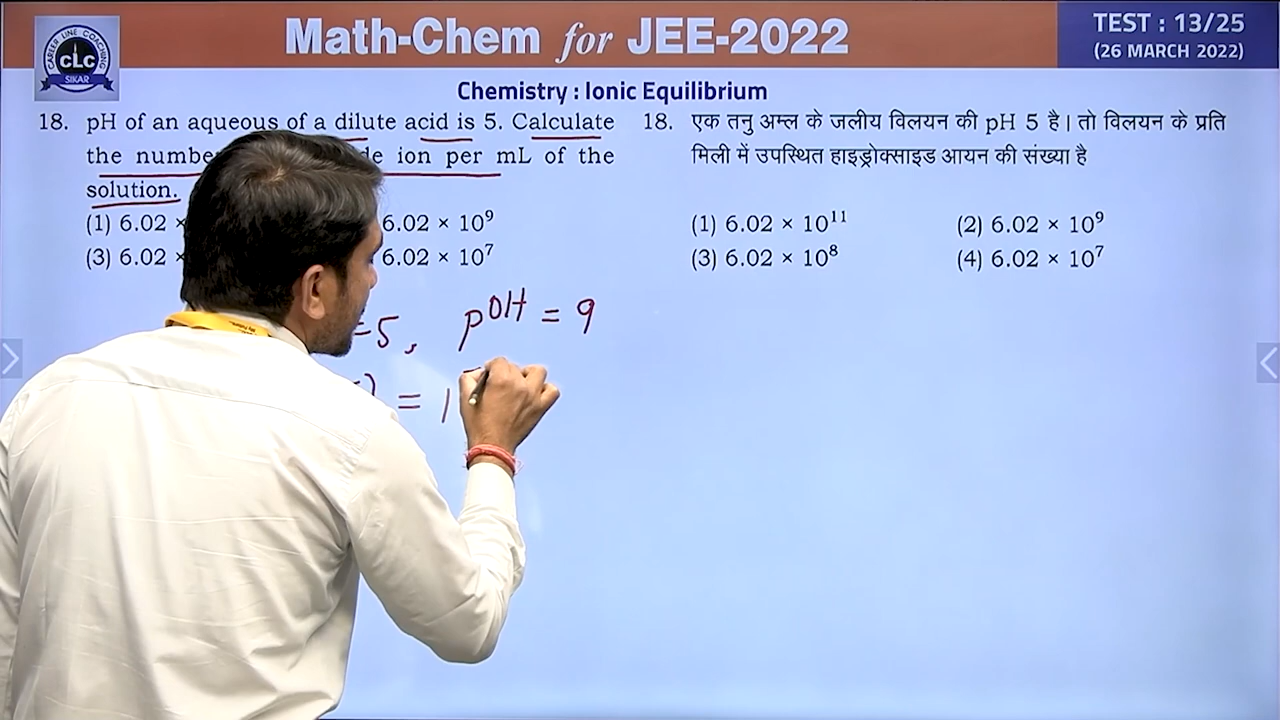 Math-Chem for JEE-2022
TEST : 13/25
(26 MARCH 2022)
CAREER LINE COACHING
CLC
SIKAR
Chemistry : Ionic Equilibrium
18. pH of an aqueous of a dilute acid is 5. Calculate
the ion per mL of the
solution.
(1) 6.02 × 6.02 × 10⁹
(3) 6.02 6.02 × 10⁷
18. एक तनु अम्ल के जलीय विलयन की pH 5 है। तो विलयन के प्रति
मिली में उपस्थित हाइड्रोक्साइड आयन की संख्या है
(1) 6.02 × 10¹¹ (2) 6.02 × 10⁹
(3) 6.02 × 10⁸ (4) 6.02 × 10⁷
=5, pOH = 9
= 1